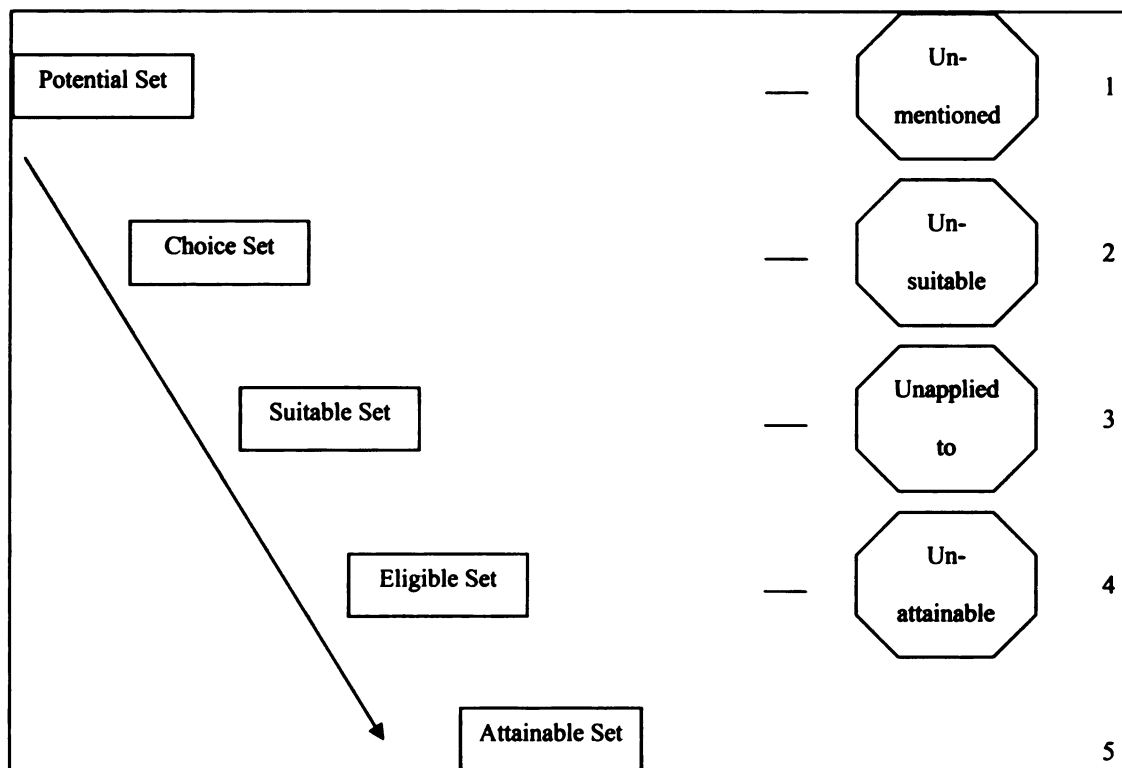 Potential Set — Un-
mentioned 1
Choice Set — Un-
suitable 2
Suitable Set — Unapplied
to 3
Eligible Set — Un-
attainable 4
Attainable Set 5